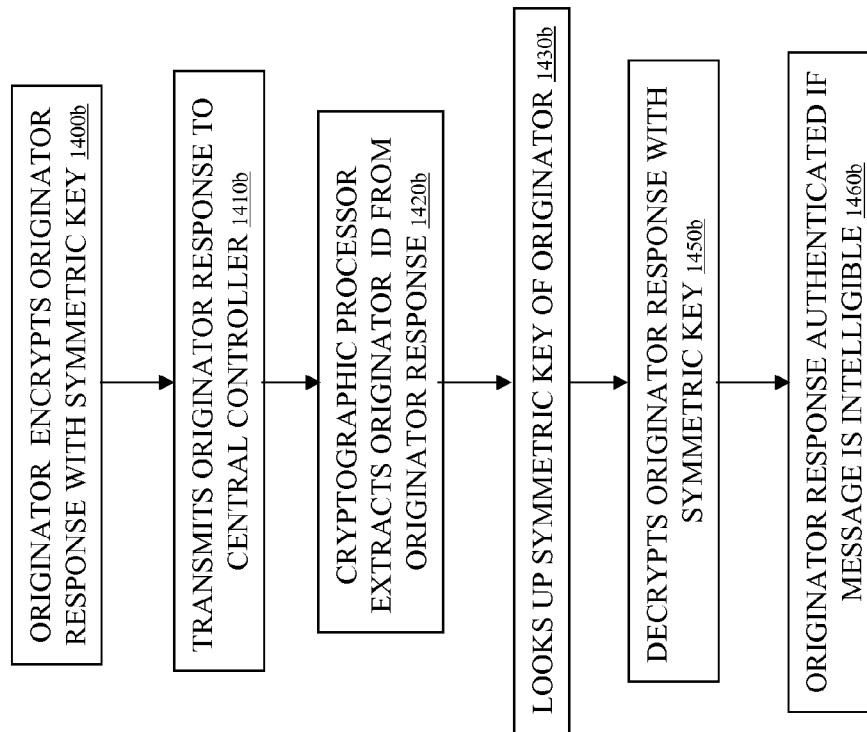 ORIGINATOR ENCRYPTS ORIGINATOR
RESPONSE WITH SYMMETRIC KEY 1400b
TRANSMITS ORIGINATOR RESPONSE TO
CENTRAL CONTROLLER 1410b
CRYPTOGRAPHIC PROCESSOR
EXTRACTS ORIGINATOR ID FROM
ORIGINATOR RESPONSE 1420b
LOOKS UP SYMMETRIC KEY OF ORIGINATOR 1430b
DECRYPTS ORIGINATOR RESPONSE WITH
SYMMETRIC KEY 1450b
ORIGINATOR RESPONSE AUTHENTICATED IF
MESSAGE IS INTELLIGIBLE 1460b